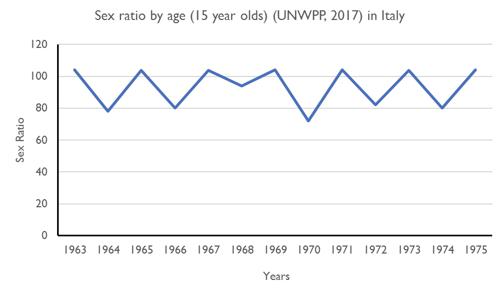 Sex ratio by age (15 year olds) (UNWPP, 2017) in Italy
120
100
80
60
40
20
0
Sex Ratio
1963 1964 1965 1966 1967 1968 1969 1970 1971 1972 1973 1974 1975
Years